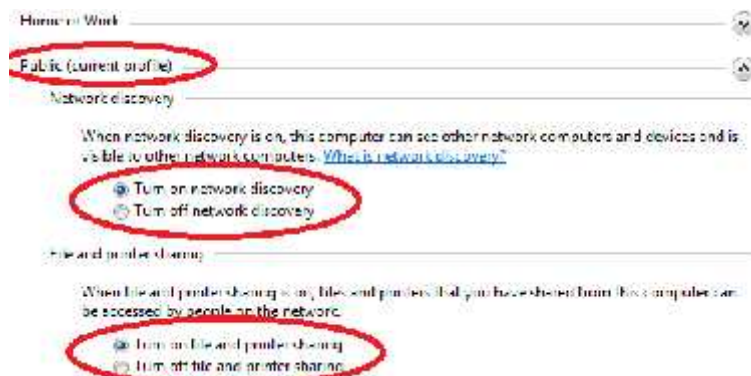 Home or Work
Public (current profile)
Network discovery
When network discovery is on, this computer can see other network computers and devices and is
visible to other network computers. What is network discovery?
Turn on network discovery
Turn off network discovery
File and printer sharing
When file and printer sharing is on, files and printers that you have shared from this computer can
be accessed by people on the network.
Turn on file and printer sharing
Turn off file and printer sharing